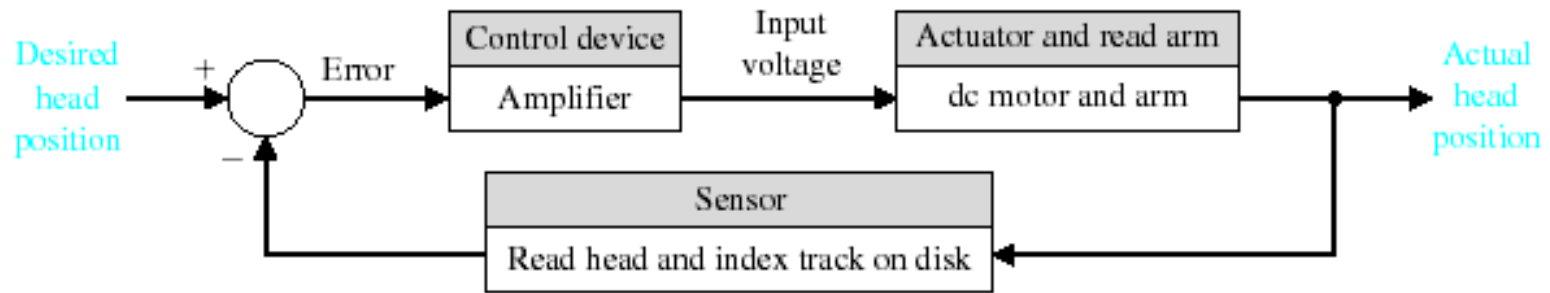 Desired
head
position
+
−
Error
Control device
Amplifier
Input
voltage
Actuator and read arm
dc motor and arm
Actual
head
position
Sensor
Read head and index track on disk